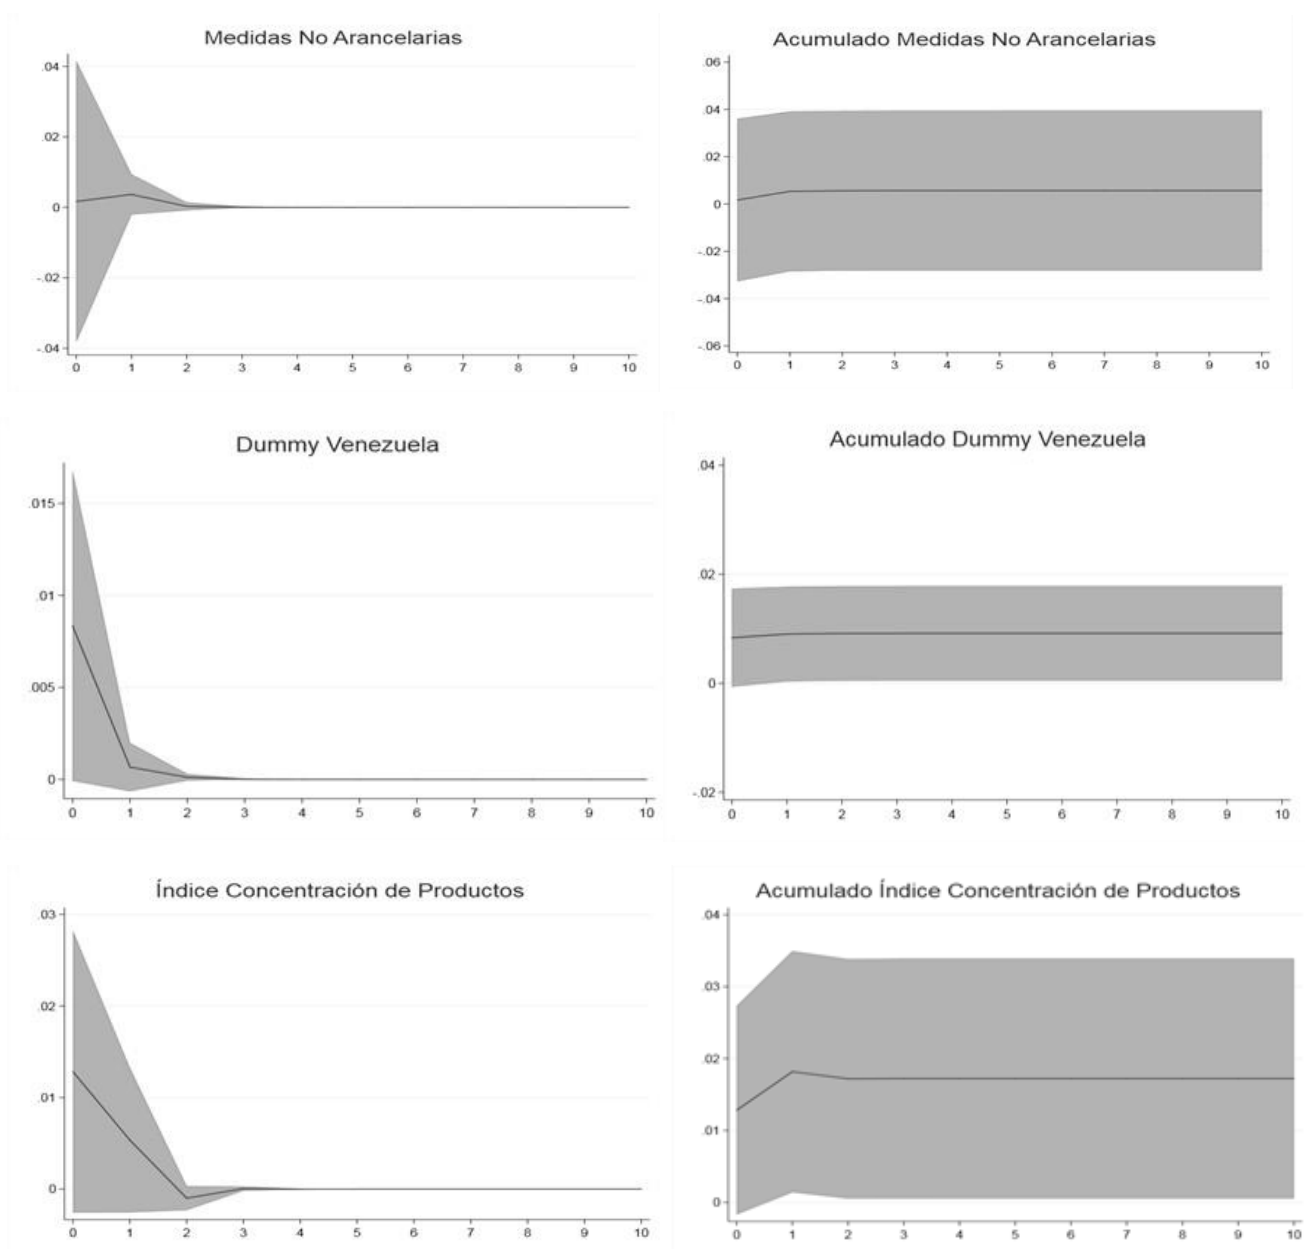 Medidas No Arancelarias
.04
.02
0
-.02
-.04
0 1 2 3 4 5 6 7 8 9 10
Acumulado Medidas No Arancelarias
.06
.04
.02
0
-.02
-.04
-.06
0 1 2 3 4 5 6 7 8 9 10
Dummy Venezuela
.015
.01
.005
0
0 1 2 3 4 5 6 7 8 9 10
Acumulado Dummy Venezuela
.04
.02
0
-.02
0 1 2 3 4 5 6 7 8 9 10
Índice Concentración de Productos
.03
.02
.01
0
0 1 2 3 4 5 6 7 8 9 10
Acumulado Índice Concentración de Productos
.04
.03
.02
.01
0
0 1 2 3 4 5 6 7 8 9 10